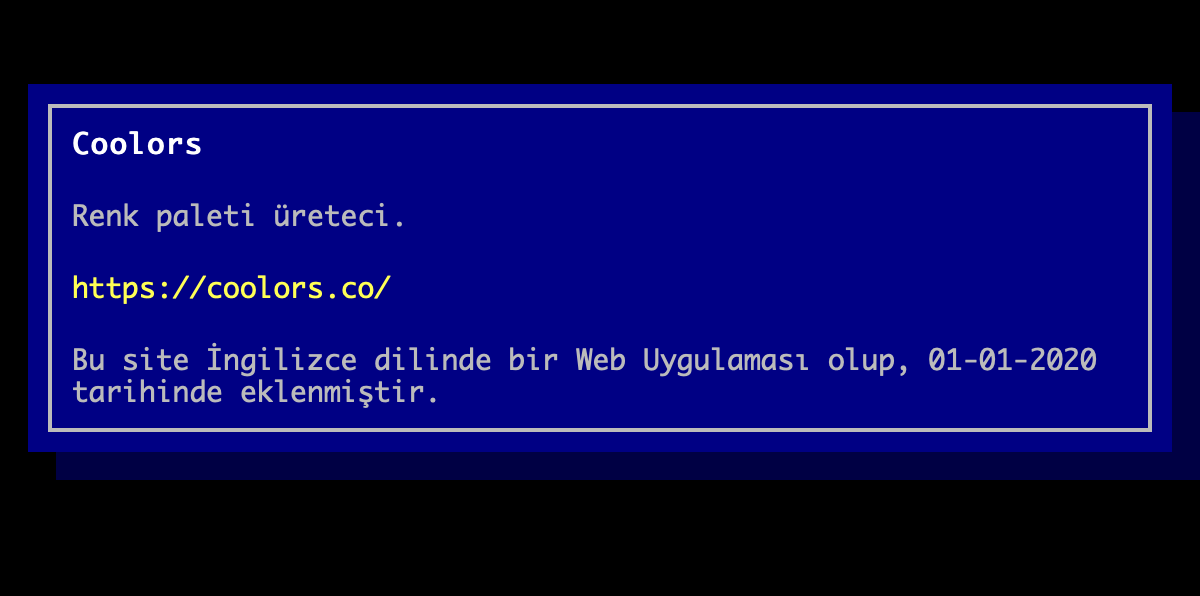 Coolors
Renk paleti üreteci.
https://coolors.co/
Bu site İngilizce dilinde bir Web Uygulaması olup, 01-01-2020
tarihinde eklenmiştir.